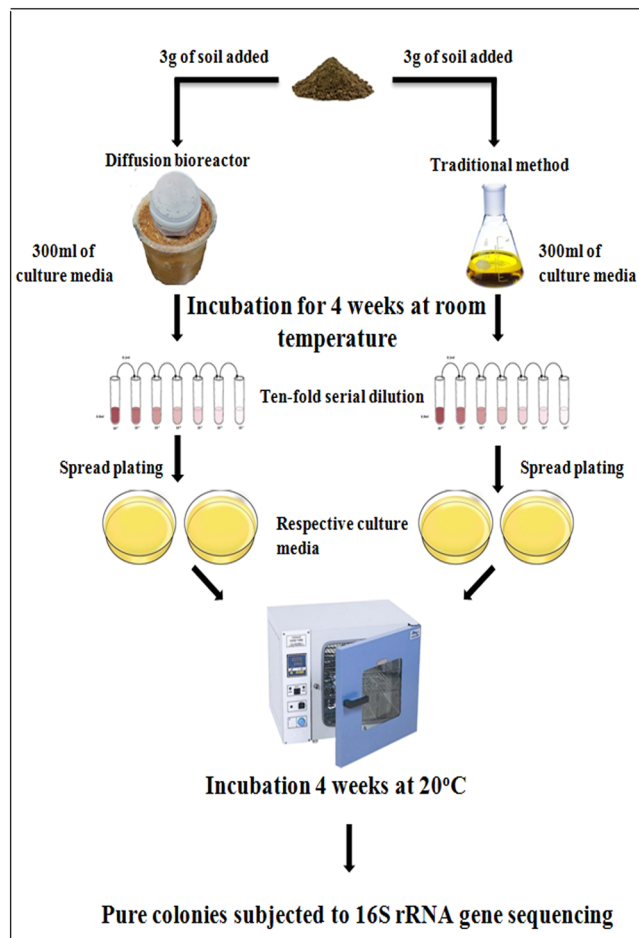 3g of soil added
3g of soil added
Diffusion bioreactor
Traditional method
300ml of
culture media
300ml of
culture media
Incubation for 4 weeks at room
temperature
Ten-fold serial dilution
Spread plating
Spread plating
Respective culture
media
Incubation 4 weeks at 20°C
Pure colonies subjected to 16S rRNA gene sequencing